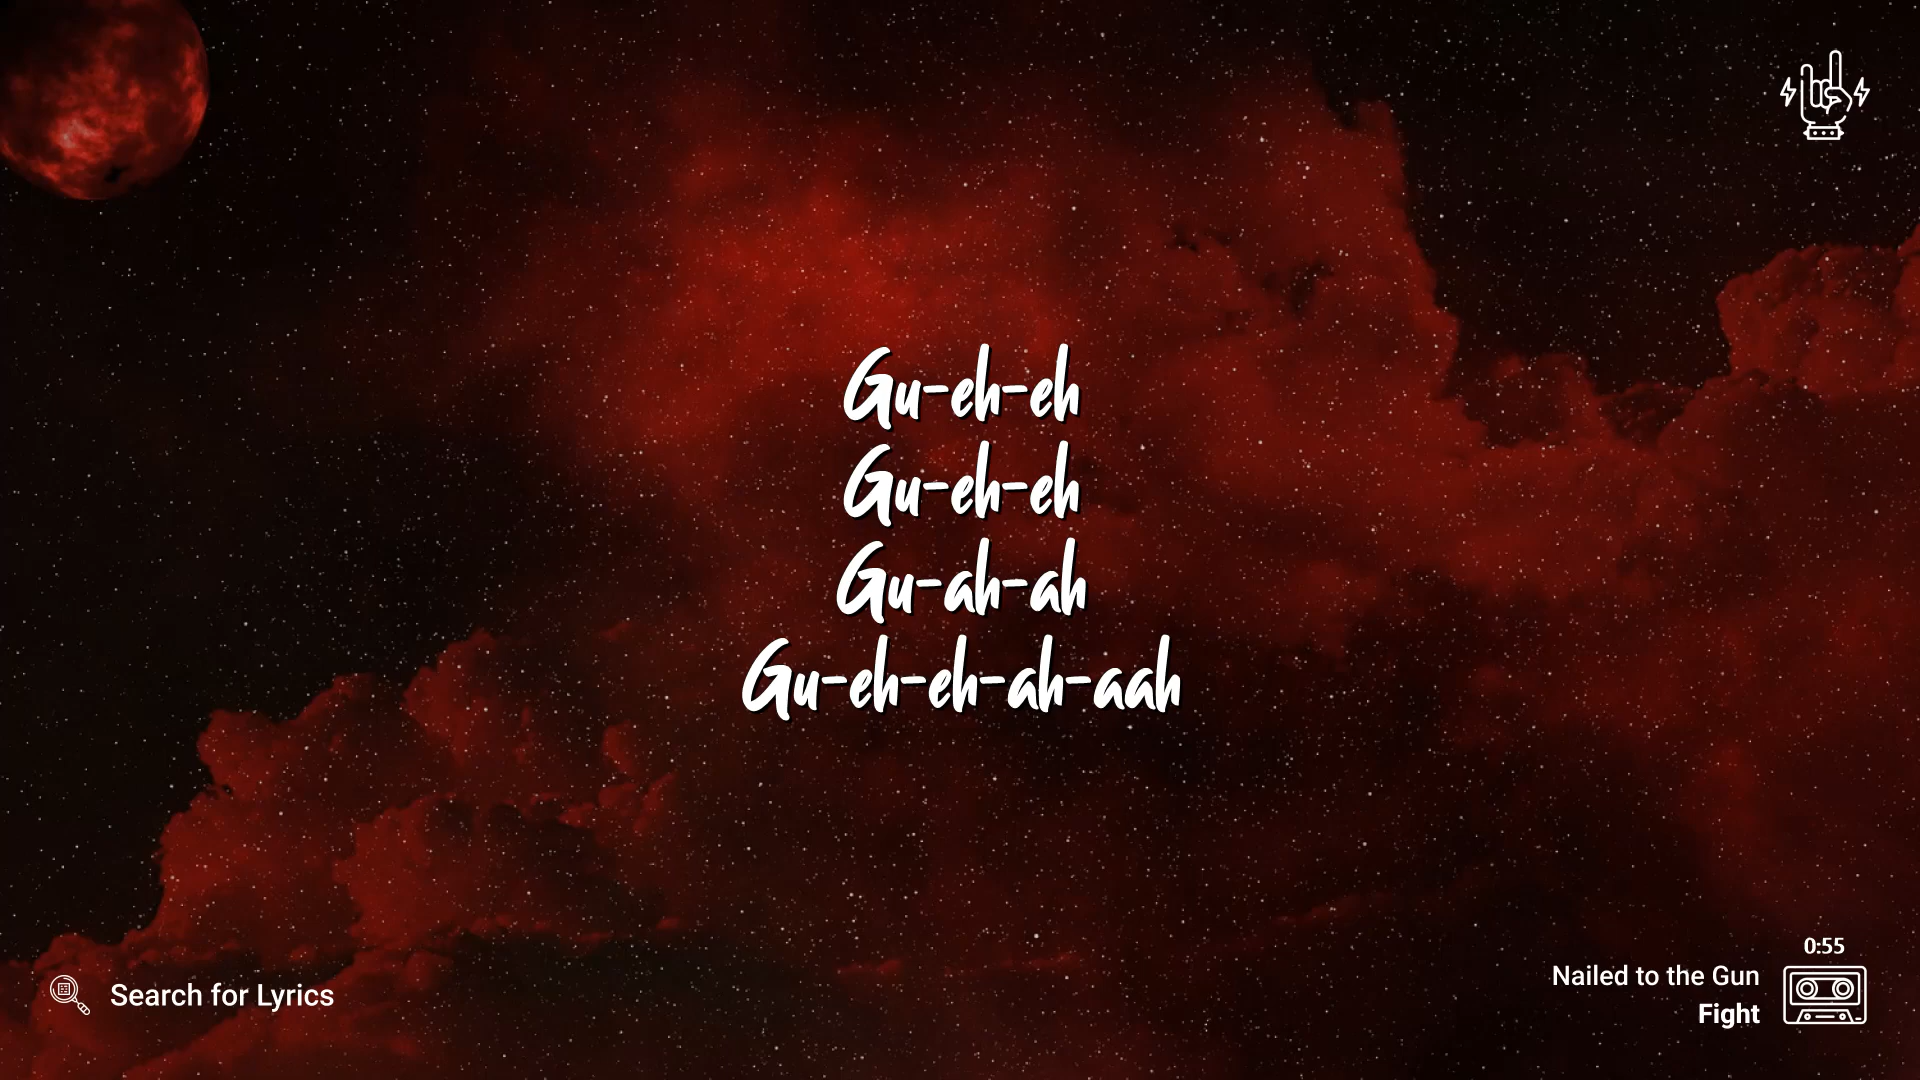 Gu-eh-eh
Gu-eh-eh
Gu-ah-ah
Gu-eh-eh-ah-aah
Search for Lyrics
0:55
Nailed to the Gun
Fight